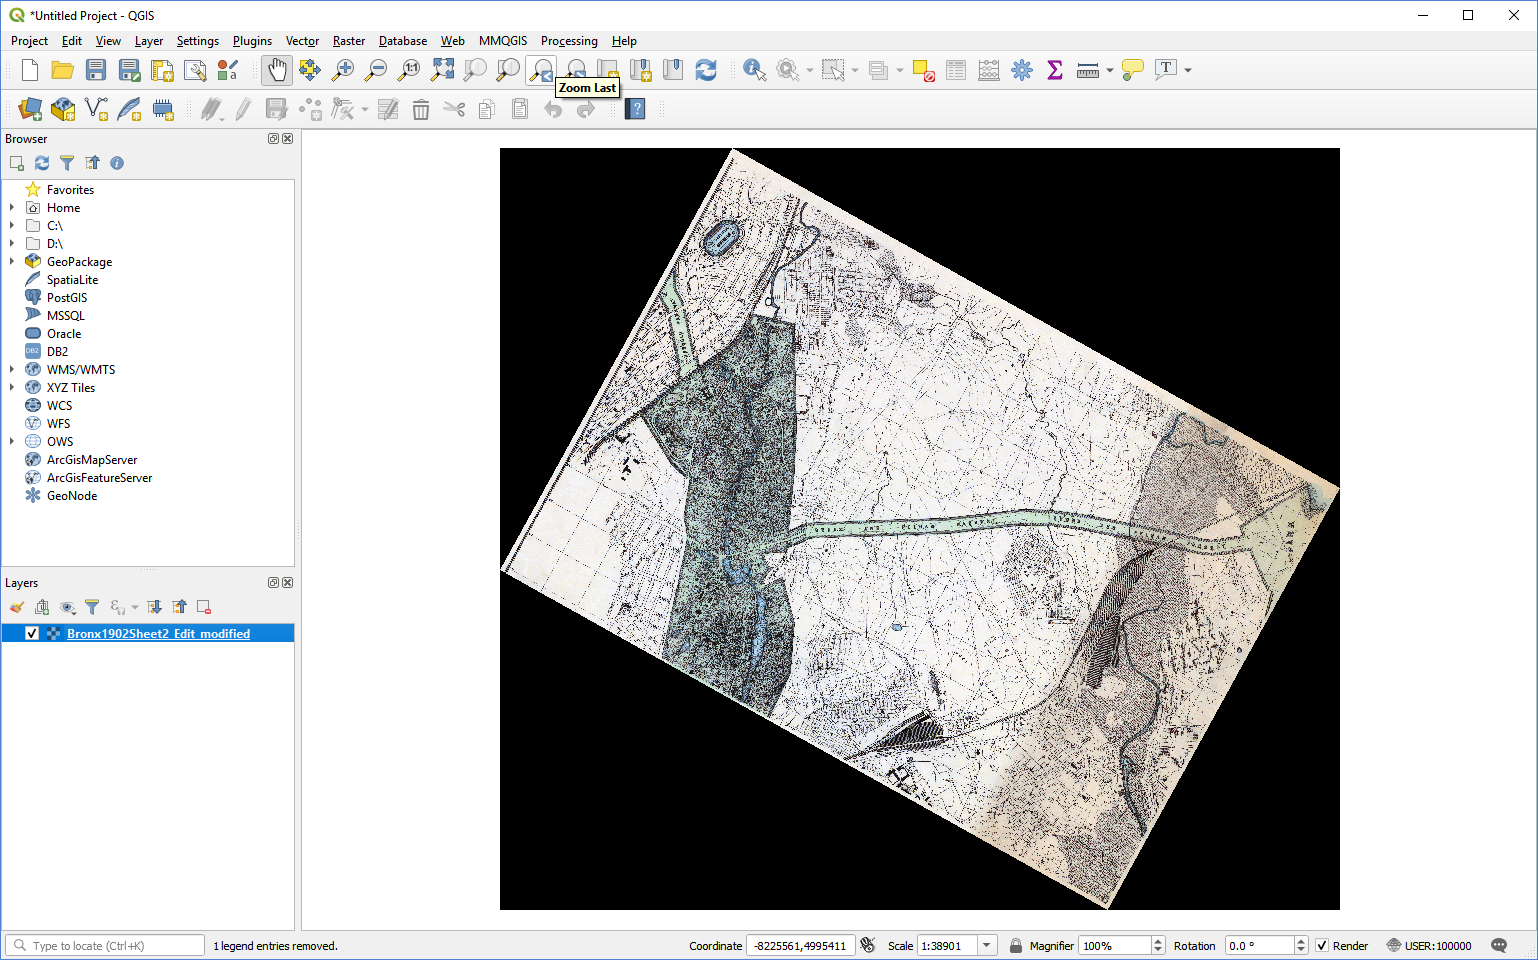 *Untitled Project - QGIS
Project Edit View Layer Settings Plugins Vector Raster Database Web MMQGIS Processing Help
1:1
T
Zoom Last
?
Browser
Favorites
Home
C:\
D:\
GeoPackage
SpatiaLite
PostGIS
MSSQL
Oracle
DB2 DB2
WMS/WMTS
XYZ Tiles
WCS
WFS
OWS
ArcGisMapServer
ArcGisFeatureServer
GeoNode
Layers
Bronx1902Sheet2_Edit_modified
Type to locate (Ctrl+K) 1 legend entries removed. Coordinate -8225561,4995411 Scale 1:38901 Magnifier 100% Rotation 0.0 ° Render USER:100000